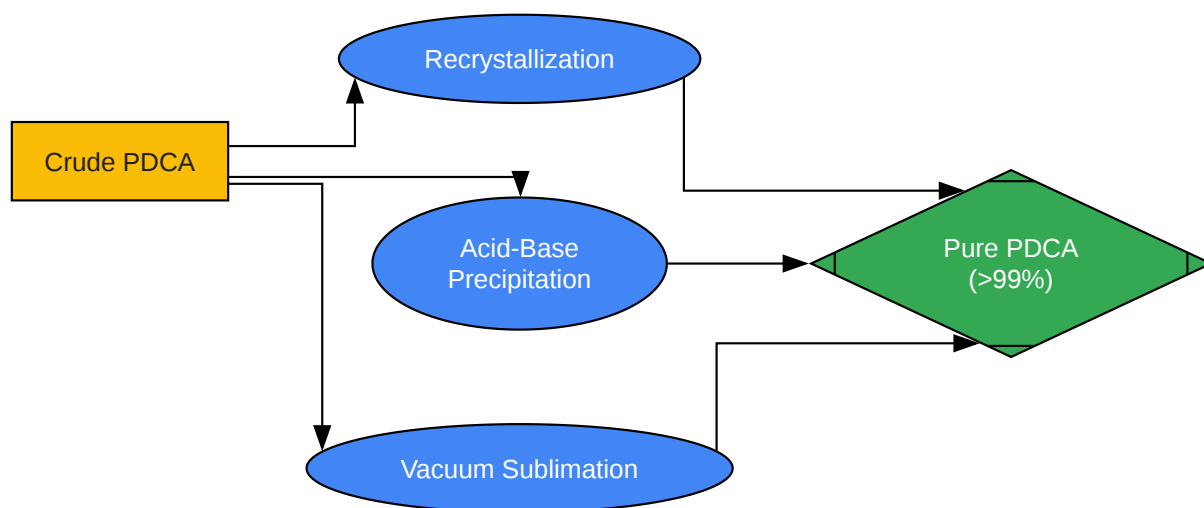 Recrystallization
Crude PDCA
Acid-Base
Precipitation
Pure PDCA
(>99%)
Vacuum Sublimation